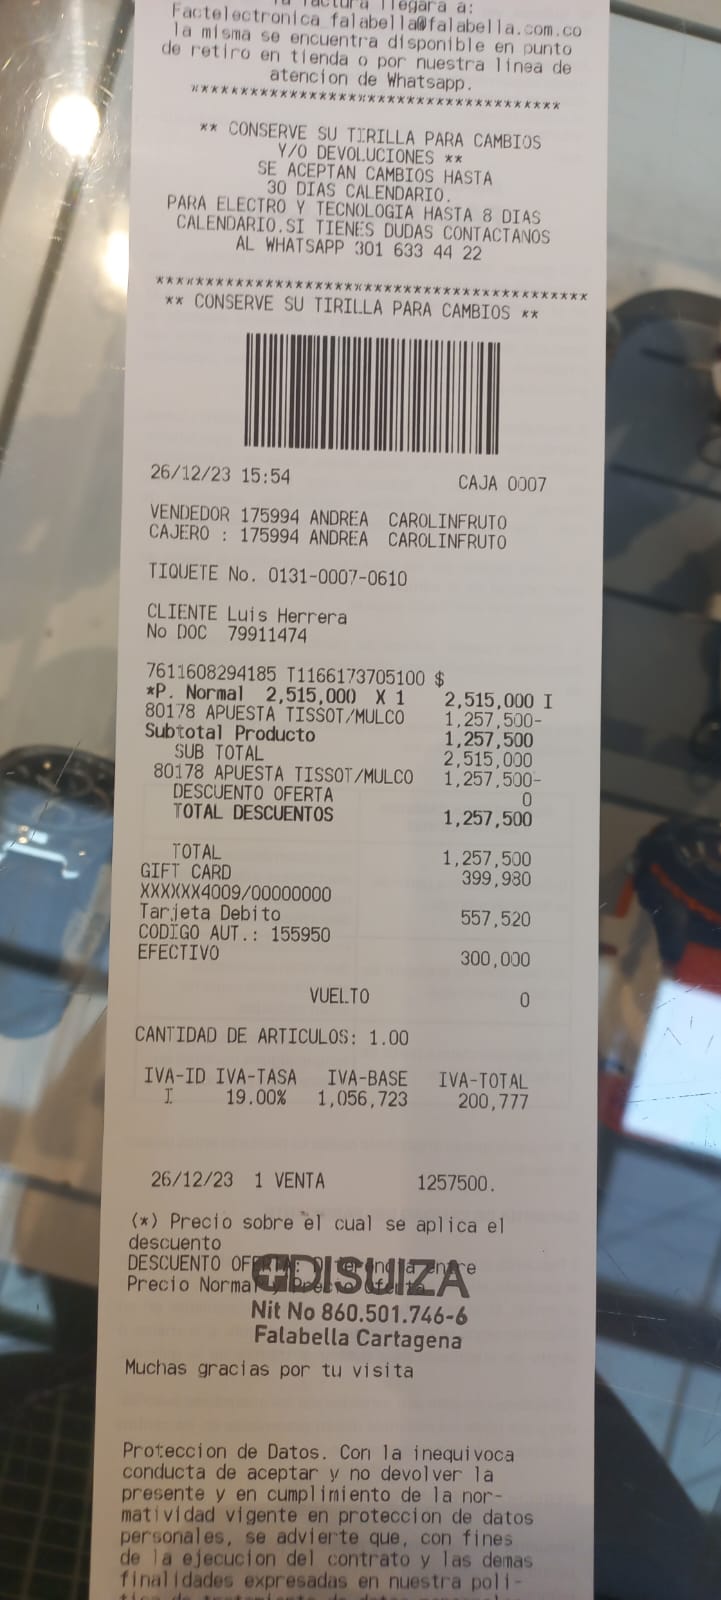 Tu factura llegara a:
Factelectronica_falabella@falabella.com.co
la misma se encuentra disponible en punto
de retiro en tienda o por nuestra linea de
atencion de Whatsapp.
****************************************
** CONSERVE SU TIRILLA PARA CAMBIOS
Y/O DEVOLUCIONES **
SE ACEPTAN CAMBIOS HASTA
30 DIAS CALENDARIO.
PARA ELECTRO Y TECNOLOGIA HASTA 8 DIAS
CALENDARIO.SI TIENES DUDAS CONTACTANOS
AL WHATSAPP 301 633 44 22
****************************************
** CONSERVE SU TIRILLA PARA CAMBIOS **
26/12/23 15:54 CAJA 0007
VENDEDOR 175994 ANDREA CAROLINFRUTO
CAJERO : 175994 ANDREA CAROLINFRUTO
TIQUETE No. 0131-0007-0610
CLIENTE Luis Herrera
No DOC 79911474
7611608294185 T1166173705100 $
*P. Normal 2,515,000 X 1 2,515,000 I
80178 APUESTA TISSOT/MULCO 1,257,500-
Subtotal Producto 1,257,500
SUB TOTAL 2,515,000
80178 APUESTA TISSOT/MULCO 1,257,500-
DESCUENTO OFERTA 0
TOTAL DESCUENTOS 1,257,500
TOTAL 1,257,500
GIFT CARD 399,980
XXXXXX4009/00000000
Tarjeta Debito 557,520
CODIGO AUT.: 155950
EFECTIVO 300,000
VUELTO 0
CANTIDAD DE ARTICULOS: 1.00
IVA-ID IVA-TASA IVA-BASE IVA-TOTAL
I 19.00% 1,056,723 200,777
26/12/23 1 VENTA 1257500.
(*) Precio sobre el cual se aplica el
descuento
DESCUENTO OFERTA: Diferencia entre
Precio Normal y Precio Oferta
DISUIZA
Nit No 860.501.746-6
Falabella Cartagena
Muchas gracias por tu visita
Proteccion de Datos. Con la inequivoca
conducta de aceptar y no devolver la
presente y en cumplimiento de la nor-
matividad vigente en proteccion de datos
personales, se advierte que, con fines
de la ejecucion del contrato y las demas
finalidades expresadas en nuestra poli-